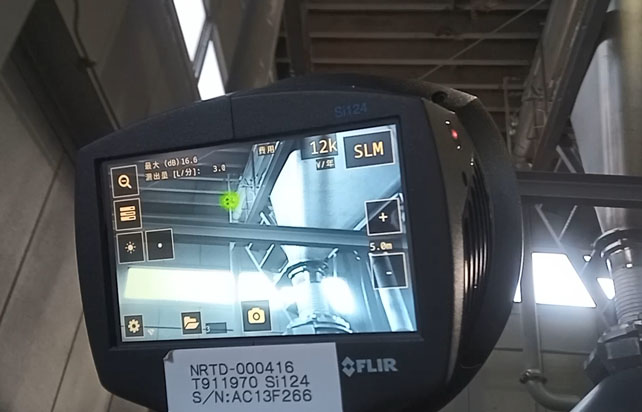 Si124
最大 (dB)16.6
漏出量 [L/分]: 3.0
費用
12k
¥/年
SLM
+
5.0m
-
FLIR
NRTD-000416
T911970 Si124
S/N:AC13F266